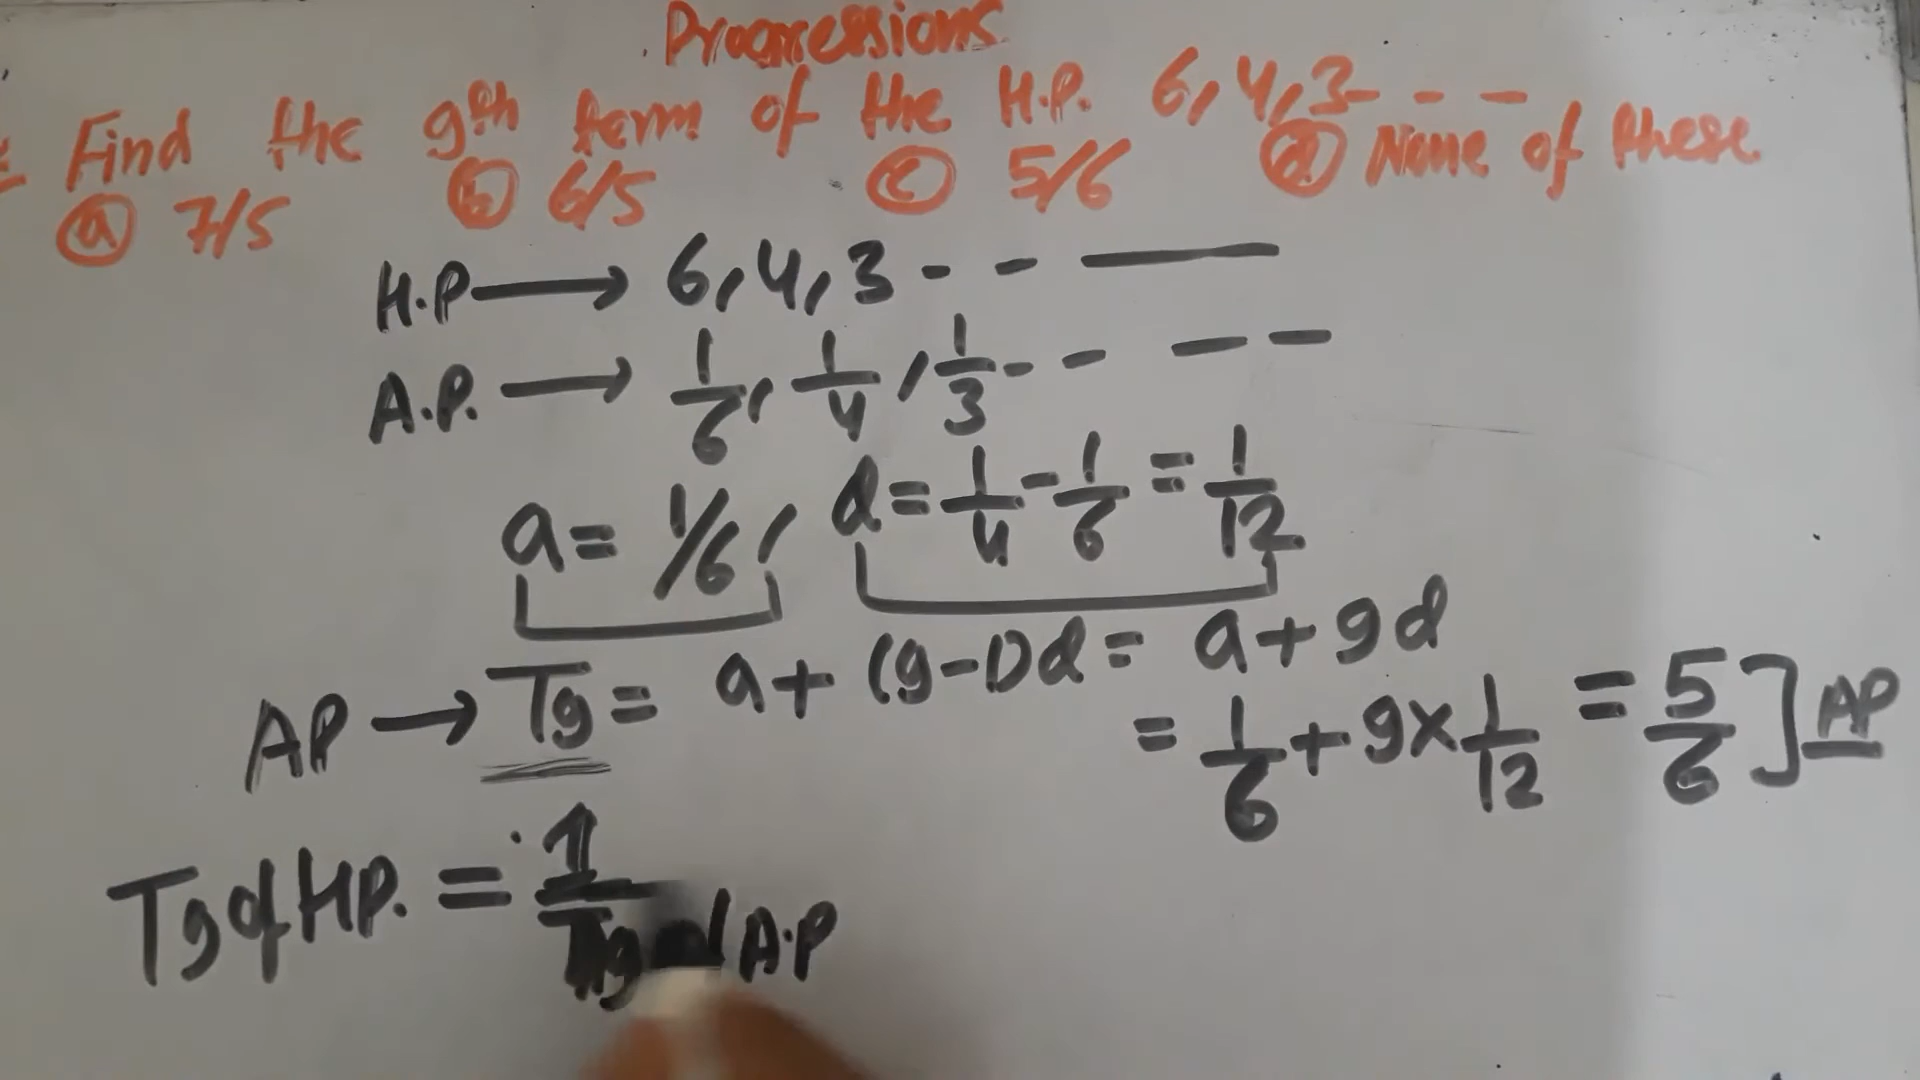 Progressions
Find the 9th term of the H.P. 6, 4, 3- - -
(a) 7/5 (b) 6/5 (c) 5/6 (d) None of these
H.P → 6, 4, 3 - - —
A.P. → 1/6, 1/4, 1/3 - - — —
a = 1/6, d = 1/4 - 1/6 = 1/12
AP → T9 = a + (9-1)d = a + 9d
= 1/6 + 9 x 1/12 = 5/6 ] AP
T9 of HP. = 1/T9 of A.P